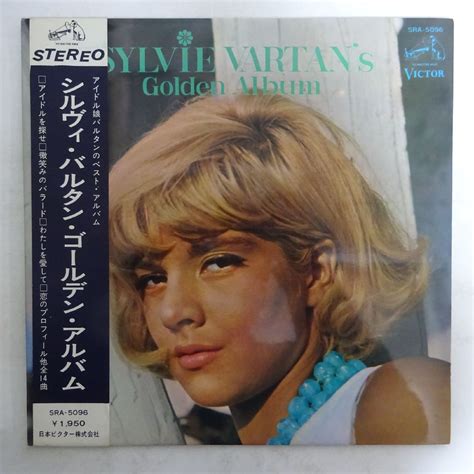 STEREO
アイドル娘バルタンのベスト・アルバム
シルヴィ・バルタン・ゴールデン・アルバム
□アイドルを探せ□微笑みのバラード□わたしを愛して□恋のプロフィール他全14曲
SRA-5096
¥1,950
日本ビクター株式会社
SYLVIE VARTAN's
Golden Album
SRA-5096
VICTOR